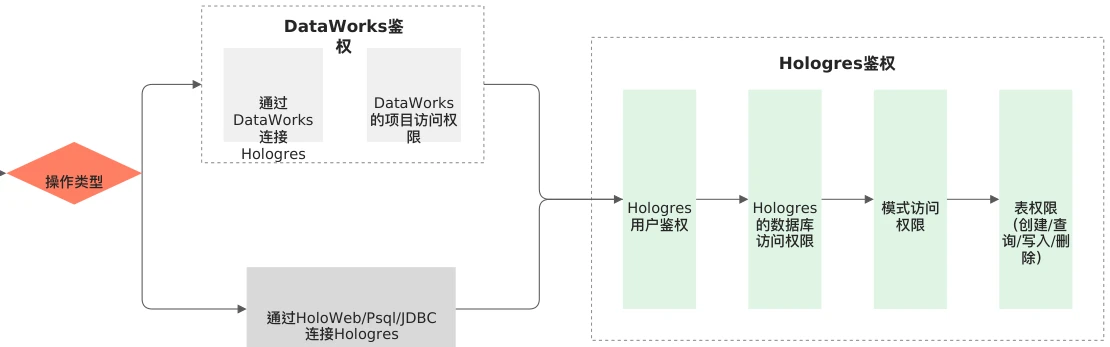 操作类型
DataWorks鉴
权
通过
DataWorks
连接
Hologres
DataWorks
的项目访问权
限
通过HoloWeb/Psql/JDBC
连接Hologres
Hologres鉴权
Hologres
用户鉴权
Hologres
的数据库
访问权限
模式访问
权限
表权限
（创建/查
询/写入/删
除）